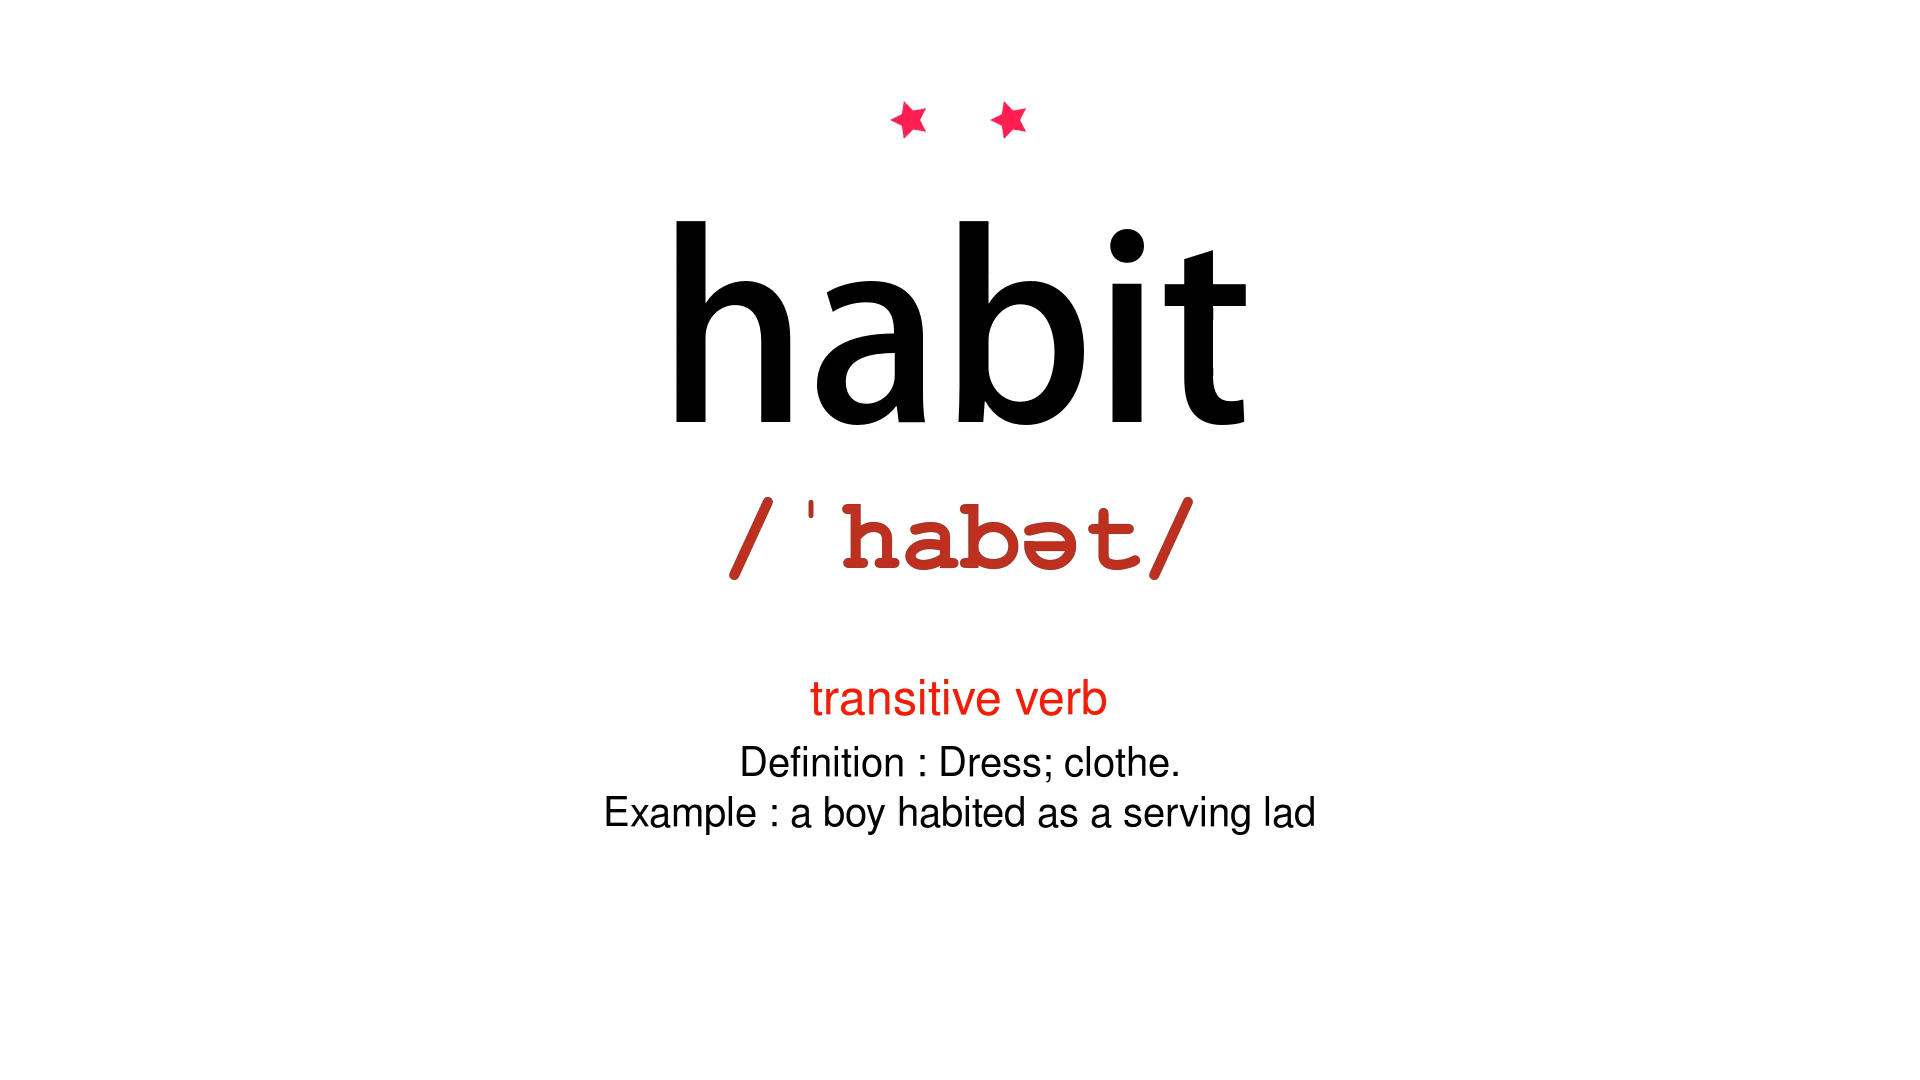 habit
/ˈhabət/
transitive verb
Definition : Dress; clothe.
Example : a boy habited as a serving lad